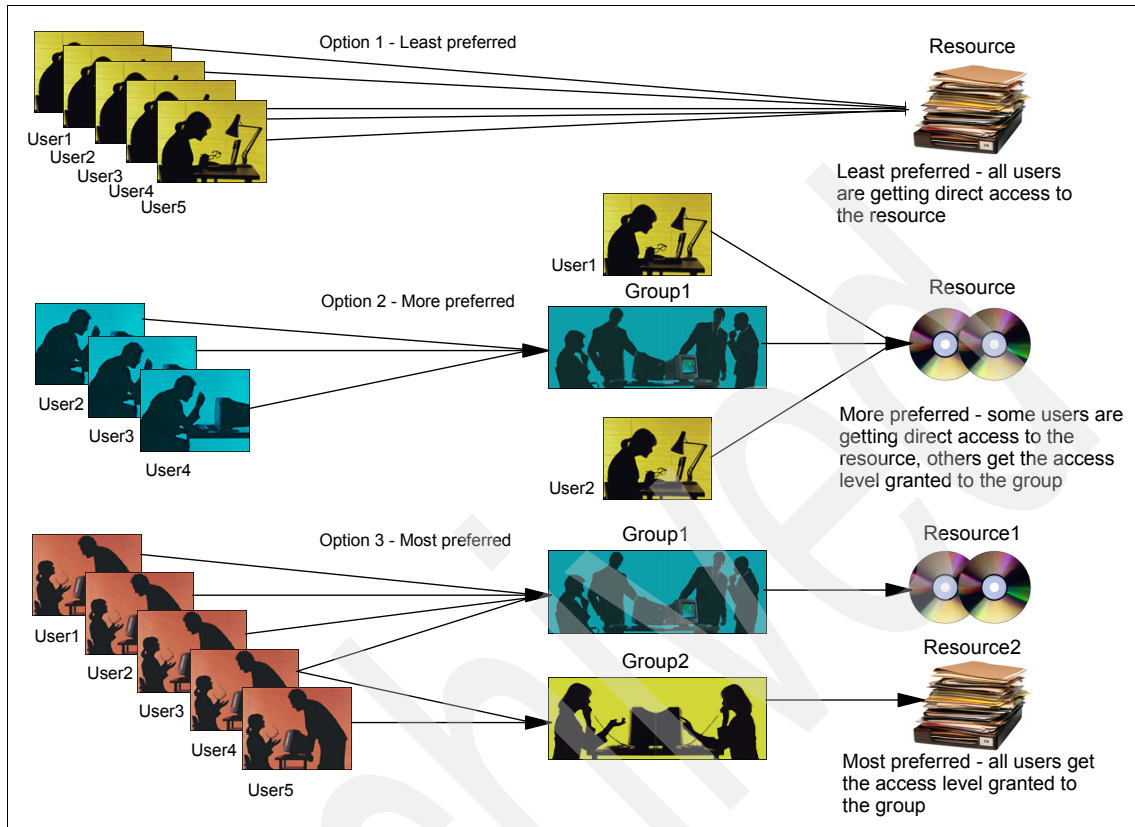 Option 1 - Least preferred
Resource
User1
User2
User3
User4
User5
Least preferred - all users
are getting direct access to
the resource
User1
Option 2 - More preferred
Group1
Resource
User2
User3
User4
User2
More preferred - some users are
getting direct access to the
resource, others get the access
level granted to the group
Option 3 - Most preferred
Group1
Resource1
User1
User2
User3
User4
User5
Group2
Resource2
Most preferred - all users get
the access level granted to
the group